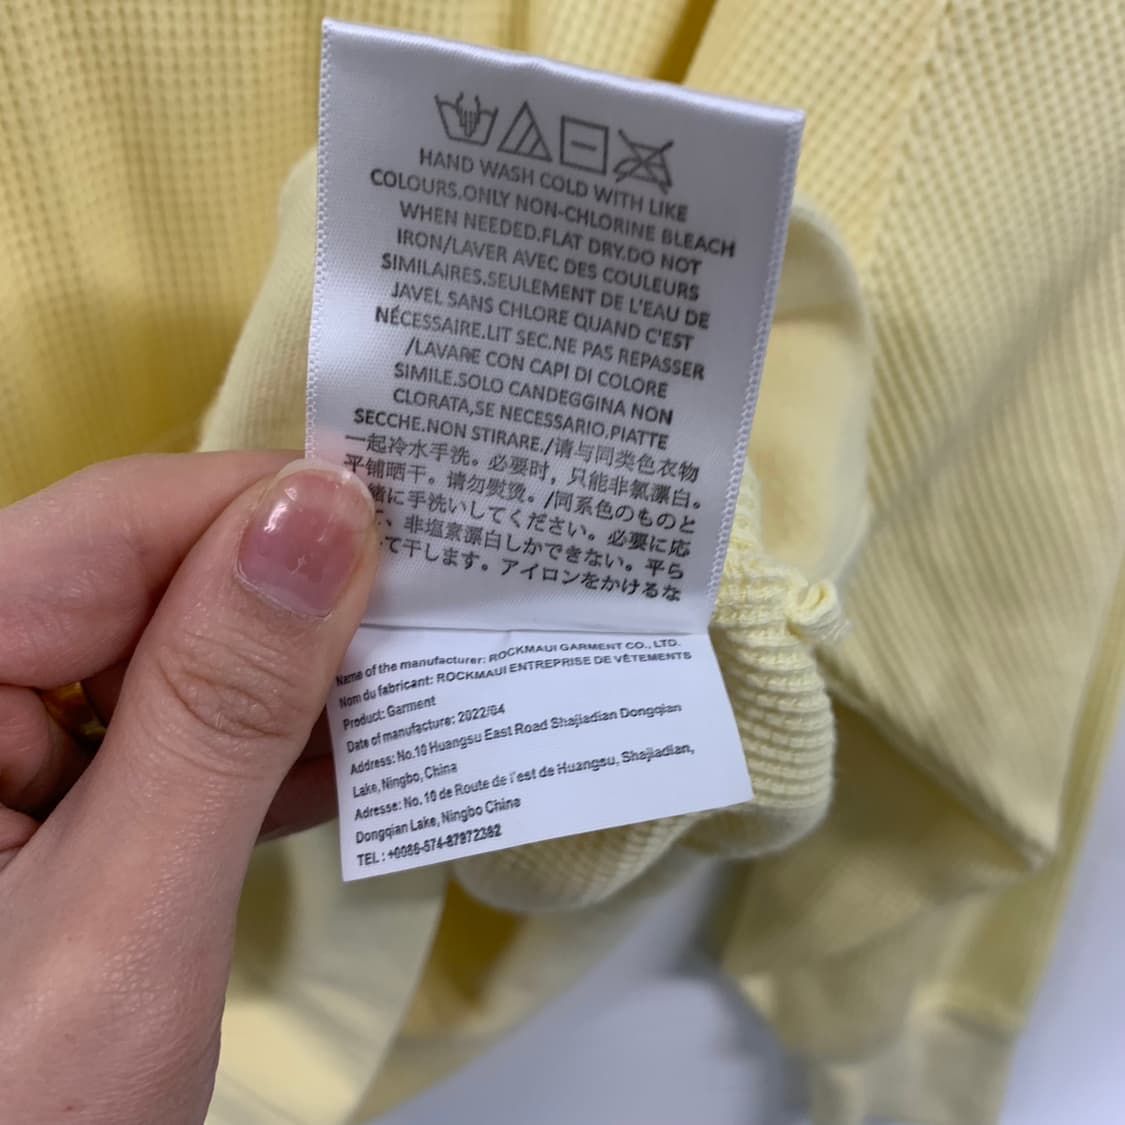 HAND WASH COLD WITH LIKE
COLOURS.ONLY NON-CHLORINE BLEACH
WHEN NEEDED.FLAT DRY.DO NOT
IRON/LAVER AVEC DES COULEURS
SIMILAIRES.SEULEMENT DE L'EAU DE
JAVEL SANS CHLORE QUAND C'EST
NÉCESSAIRE.LIT SEC.NE PAS REPASSER
/LAVARE CON CAPI DI COLORE
SIMILE.SOLO CANDEGGINA NON
CLORATA,SE NECESSARIO.PIATTE
SECCHE.NON STIRARE./请与同类色衣物
一起冷水手洗。必要时，只能非氯漂白。
平铺晒干。请勿熨烫。/同系色のものと
緒に手洗いしてください。必要に応
、非塩素漂白しかできない。平ら
て干します。アイロンをかけるな
Name of the manufacturer: ROCKMAUI GARMENT CO., LTD.
Nom du fabricant: ROCKMAUI ENTREPRISE DE VÊTEMENTS
Product: Garment
Date of manufacture: 2022/04
Address: No.10 Huangsu East Road Shajiadian Dongqian
Lake, Ningbo, China
Adresse: No. 10 de Route de l'est de Huangsu, Shajiadian,
Dongqian Lake, Ningbo China
TEL : +0086-574-87972382